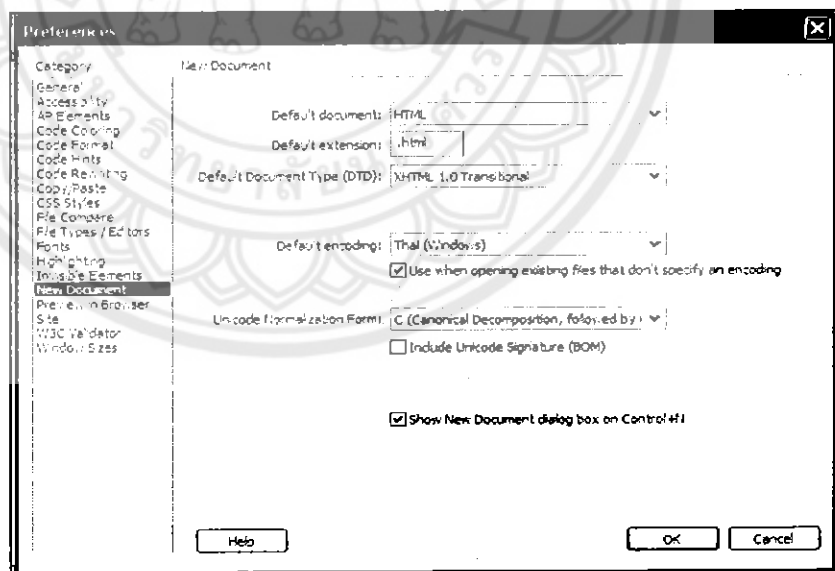 Preferences
Category
New Document
General
Accessibility
AP Elements
Code Coloring
Code Format
Code Hints
Code Rewriting
Copy/Paste
CSS Styles
File Compare
File Types / Editors
Fonts
Highlighting
Invisible Elements
New Document
Preview in Browser
Site
W3C Validator
Window Sizes
Default document: HTML
Default extension: .html
Default Document Type (DTD): XHTML 1.0 Transitional
Default encoding: Thai (Windows)
Use when opening existing files that don't specify an encoding
Unicode Normalization Form: C (Canonical Decomposition, followed by
Include Unicode Signature (BOM)
Show New Document dialog box on Control+N
Help
OK
Cancel